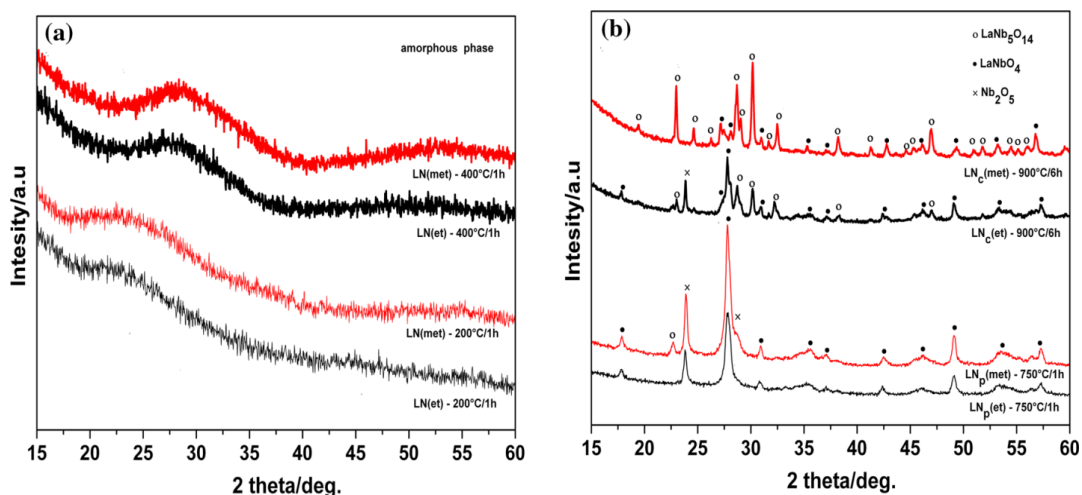 (a)
amorphous phase
LN(met) - 400°C/1h
LN(et) - 400°C/1h
LN(met) - 200°C/1h
LN(et) - 200°C/1h
Intesity/a.u
15 20 25 30 35 40 45 50 55 60
2 theta/deg.
(b)
o LaNb5O14
• LaNbO4
x Nb2O5
o o o o o o o o • • • o o • • o o • o • o • o o • o o o •
LNc(met) - 900°C/6h
• o x • • o o • o • • o • • o • • •
LNc(et) - 900°C/6h
• o x • x • • • • • • • •
LNp(met) - 750°C/1h
LNp(et) - 750°C/1h
Intesity/a.u
15 20 25 30 35 40 45 50 55 60
2 theta/deg.